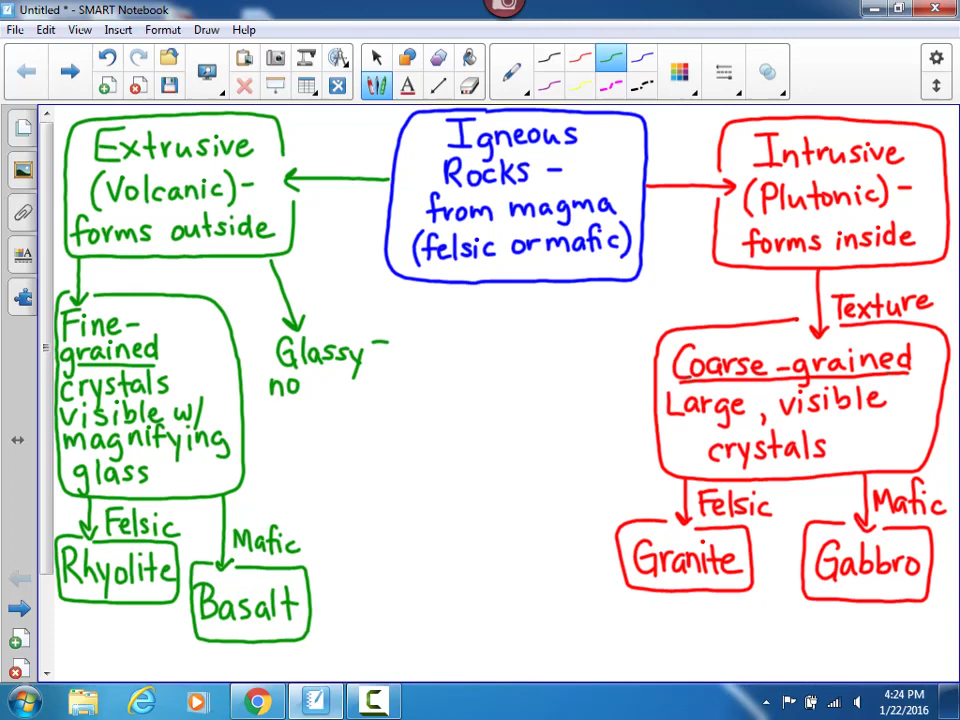 Untitled * - SMART Notebook
File Edit View Insert Format Draw Help
Extrusive
(Volcanic)-
forms outside
Igneous
Rocks -
from magma
(felsic or mafic)
Intrusive
(Plutonic) -
forms inside
Fine-
grained
crystals
visible w/
magnifying
glass
Glassy -
no
Texture
Coarse-grained
Large, visible
crystals
Felsic
Mafic
Rhyolite
Basalt
Felsic
Mafic
Granite
Gabbro
4:24 PM
1/22/2016